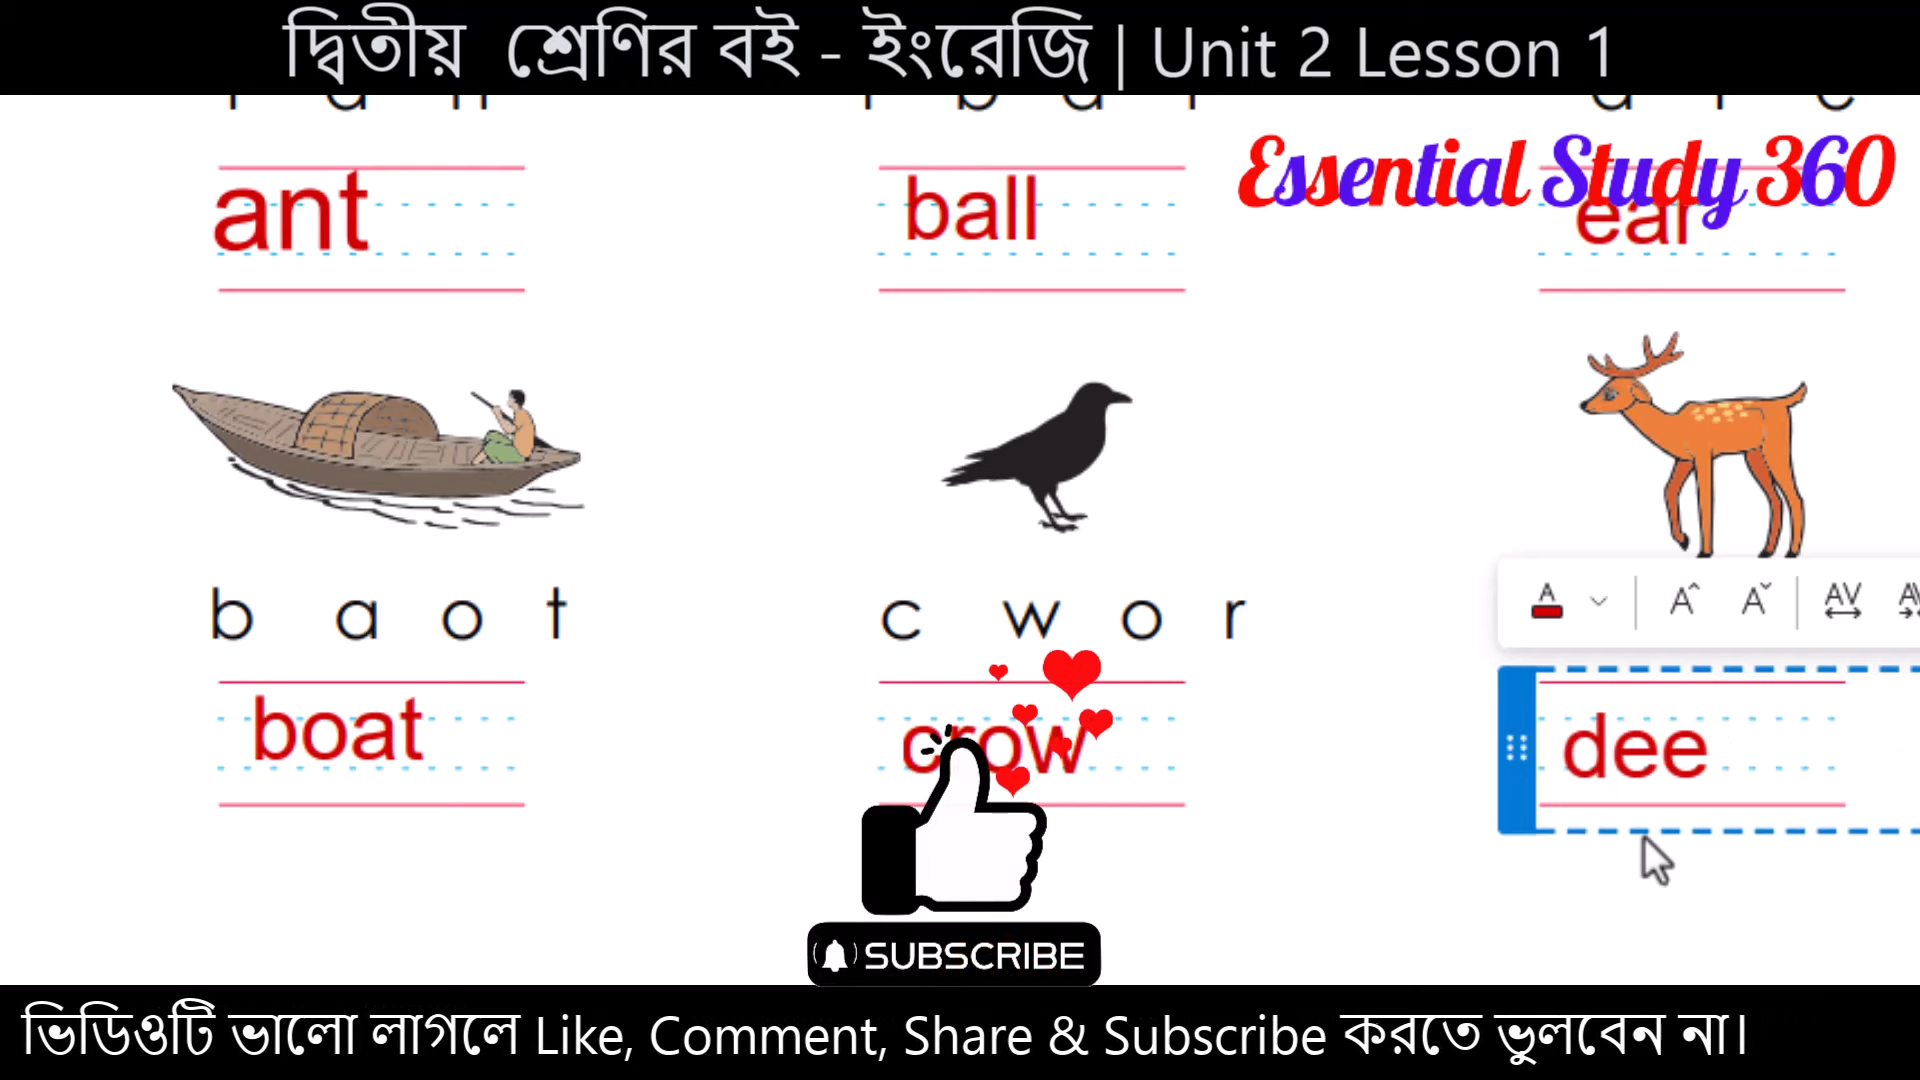 দ্বিতীয় শ্রেণির বই - ইংরেজি | Unit 2 Lesson 1
Essential Study 360
ant ball ear
b a o t c w o r
boat crow dee
SUBSCRIBE
ভিডিওটি ভালো লাগলে Like, Comment, Share & Subscribe করতে ভুলবেন না।